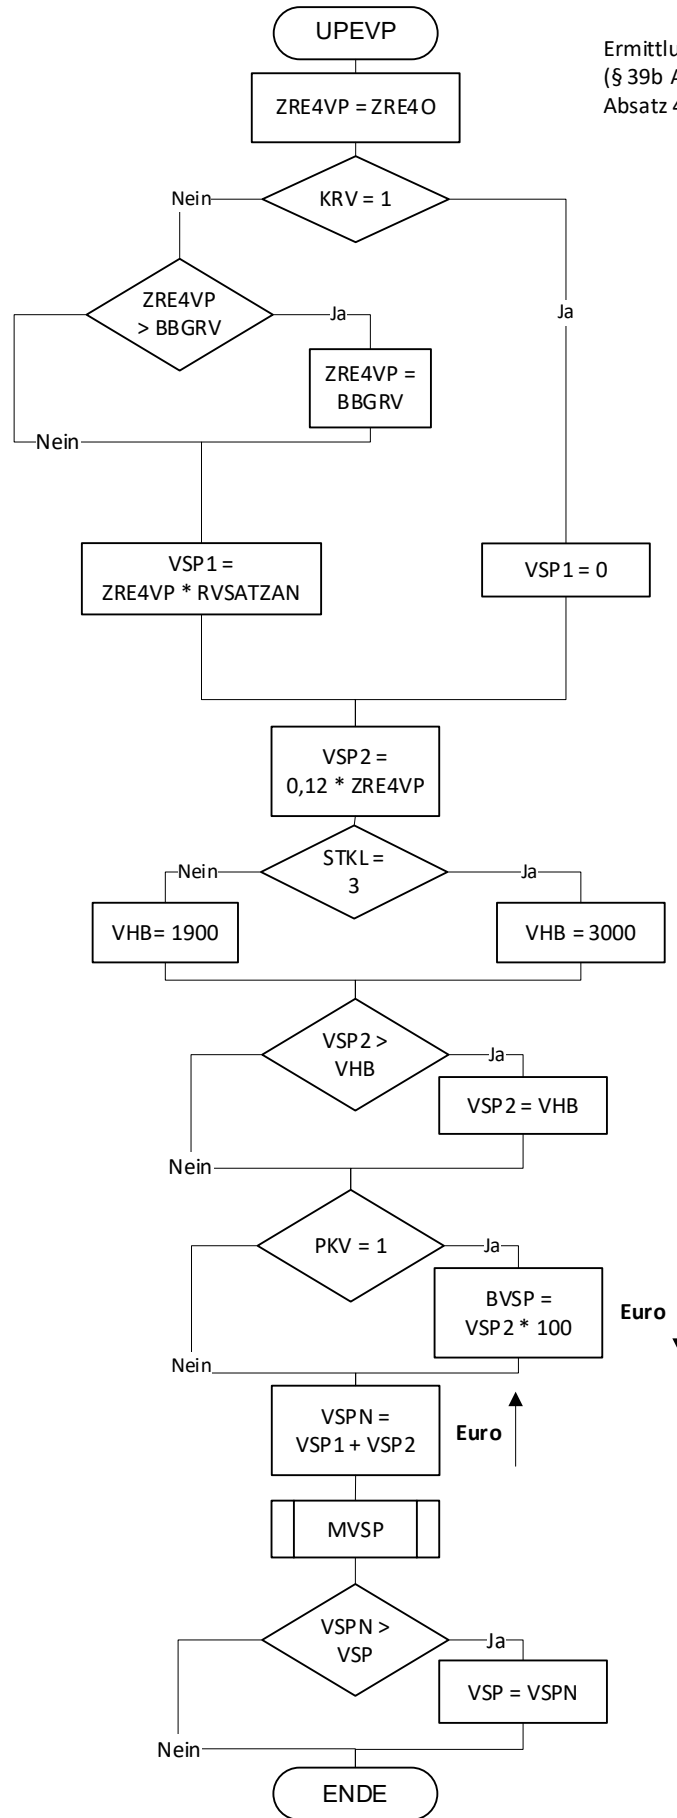 UPEVP
(§ 39b
Absatz 4
ZRE4VP = ZRE4O
KRV = 1
Nein
Ja
ZRE4VP
> BBGRV
Ja
ZRE4VP =
BBGRV
Nein
VSP1 =
ZRE4VP * RVSATZAN
VSP1 = 0
VSP2 =
0,12 * ZRE4VP
STKL =
3
Nein
Ja
VHB= 1900
VHB = 3000
VSP2 >
VHB
Ja
VSP2 = VHB
Nein
PKV = 1
Ja
BVSP =
VSP2 * 100
Euro
Nein
VSPN =
VSP1 + VSP2
Euro
MVSP
VSPN >
VSP
Ja
VSP = VSPN
Nein
ENDE